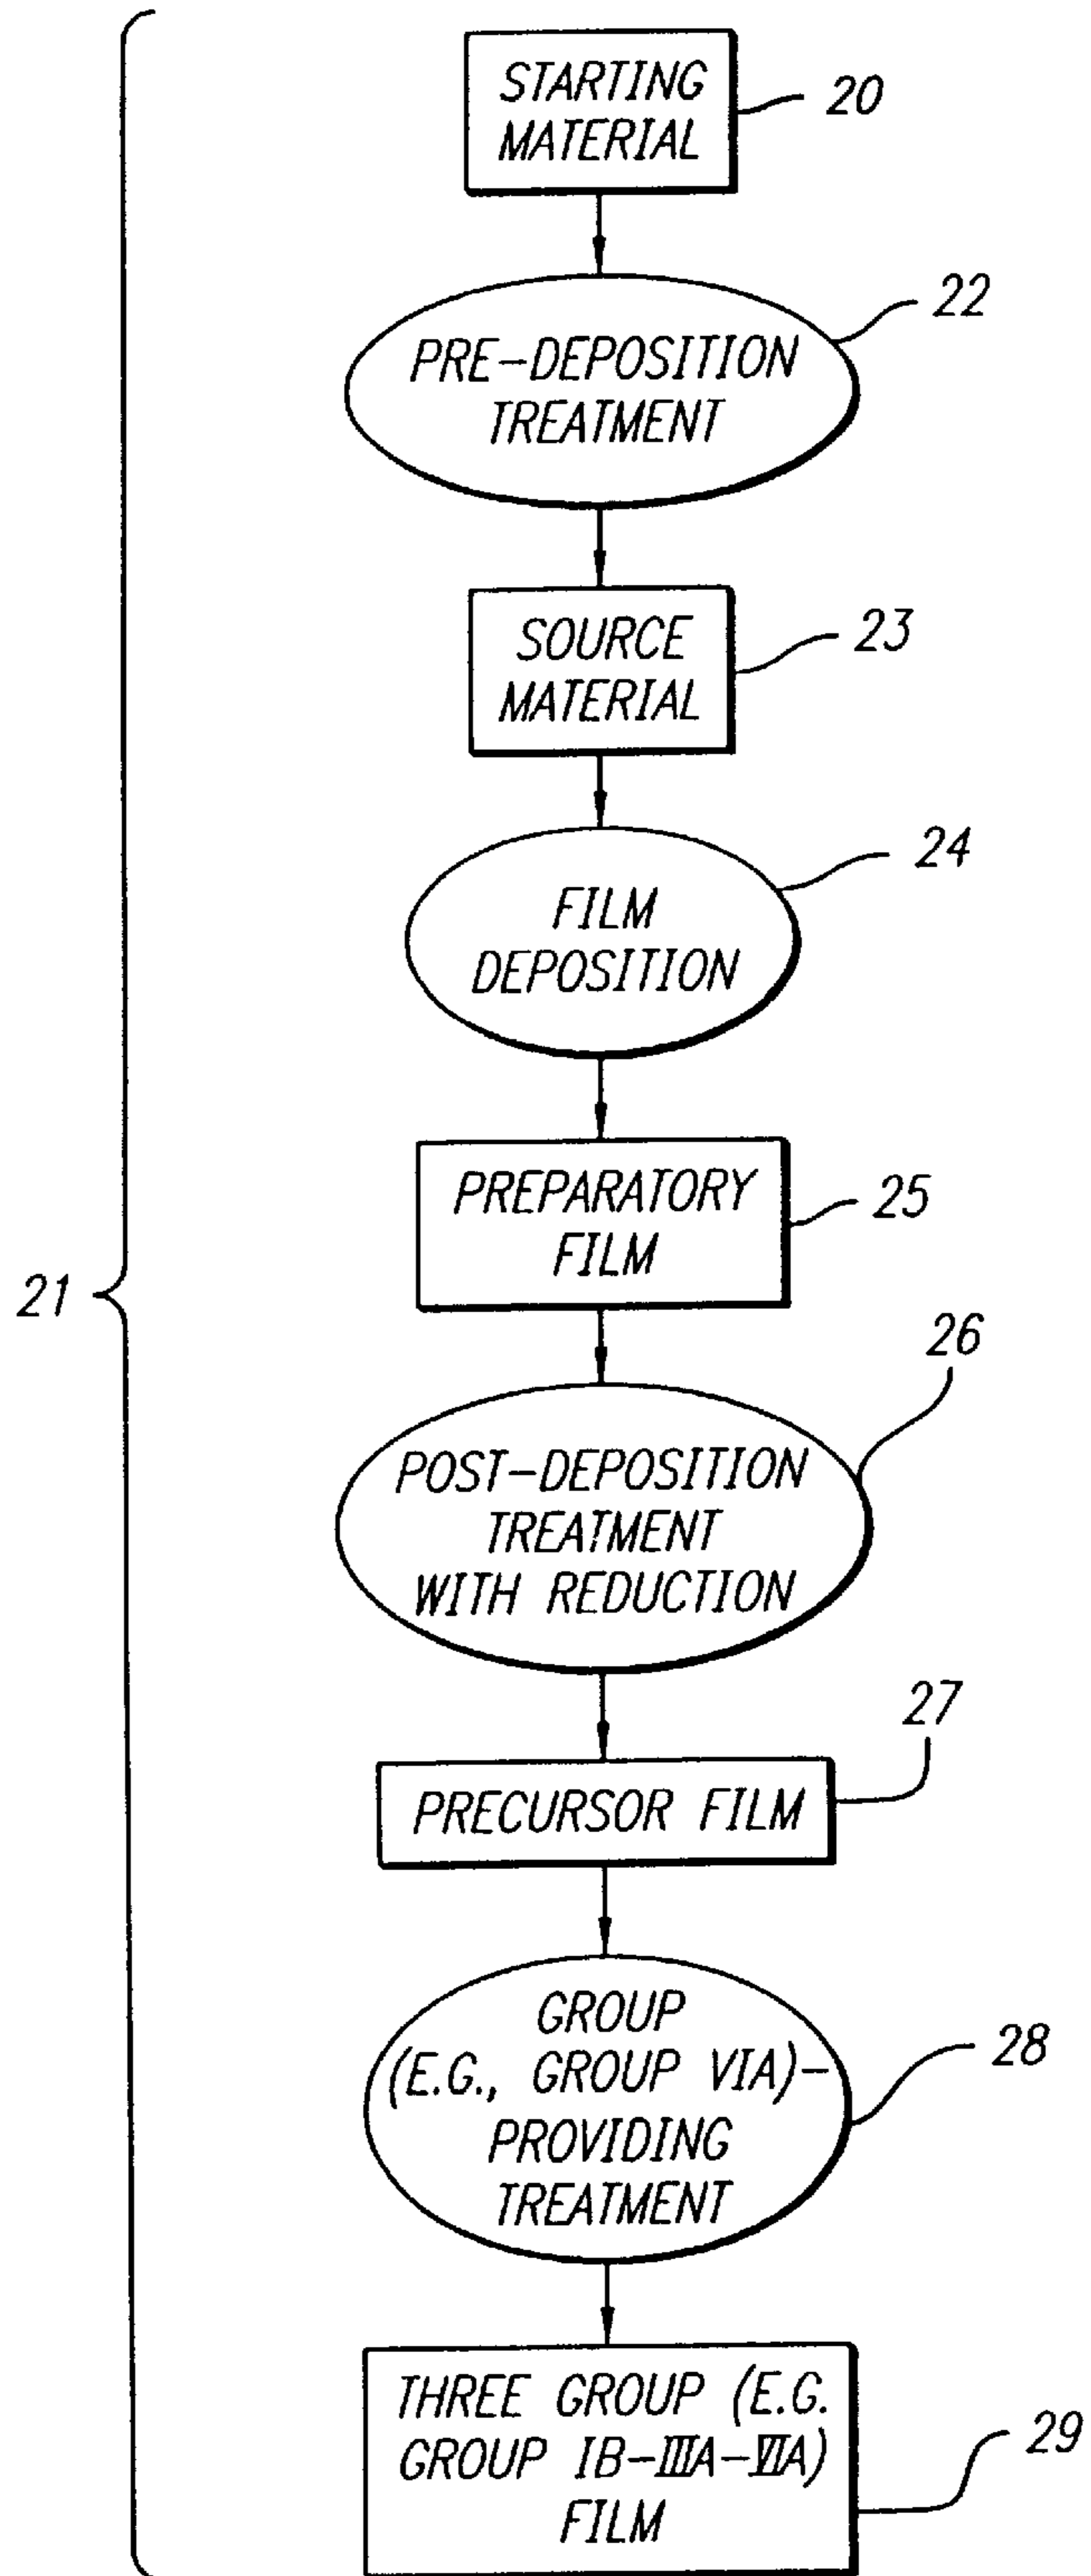 STARTING
MATERIAL
20
22
PRE-DEPOSITION
TREATMENT
SOURCE
MATERIAL
23
24
FILM
DEPOSITION
PREPARATORY
FILM
25
21
26
POST-DEPOSITION
TREATMENT
WITH REDUCTION
27
PRECURSOR FILM
GROUP
(E.G., GROUP VIA)-
PROVIDING
TREATMENT
28
THREE GROUP (E.G.
GROUP IB-IIIA-VIA)
FILM
29